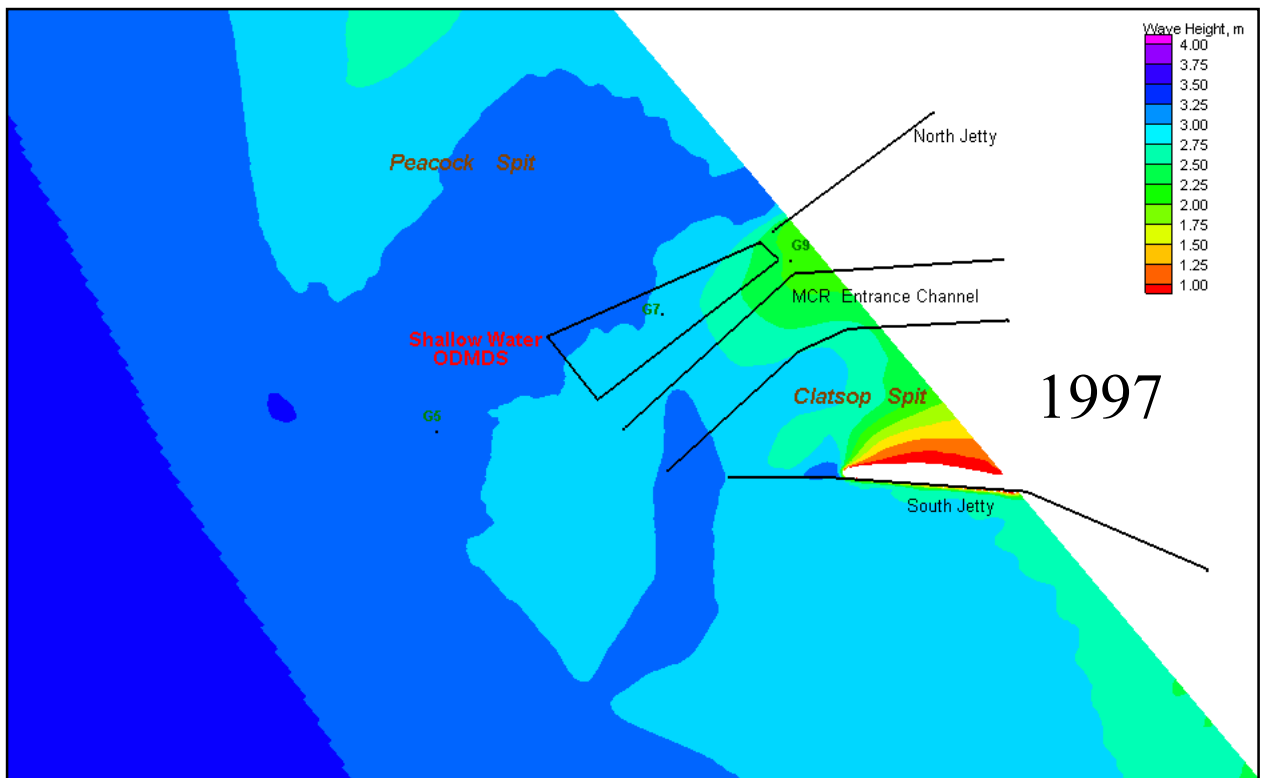 Wave Height, m
4.00
3.75
3.50
3.25
3.00
2.75
2.50
2.25
2.00
1.75
1.50
1.25
1.00
North Jetty
Peacock Spit
G9
MCR Entrance Channel
G7
Shallow Water
ODMDS
1997
Clatsop Spit
G6
South Jetty